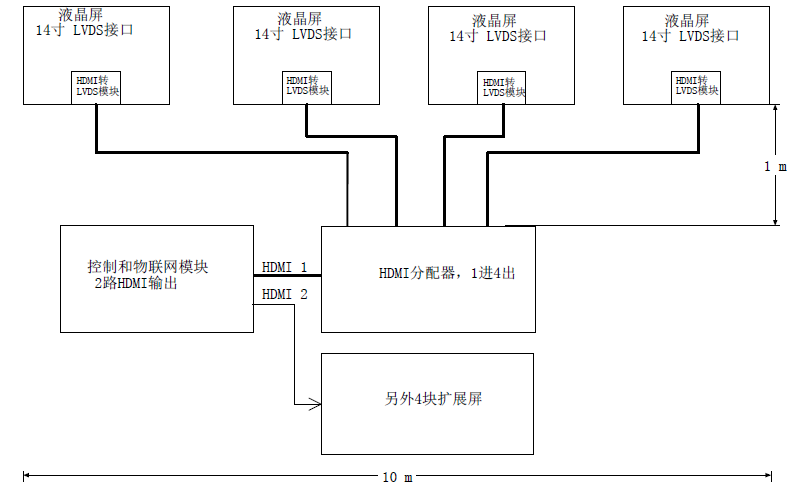 液晶屏
14寸 LVDS接口
HDMI转
LVDS模块
液晶屏
14寸 LVDS接口
HDMI转
LVDS模块
液晶屏
14寸 LVDS接口
HDMI转
LVDS模块
液晶屏
14寸 LVDS接口
HDMI转
LVDS模块
1 m
控制和物联网模块
2路HDMI输出
HDMI 1
HDMI 2
HDMI分配器，1进4出
另外4块扩展屏
10 m